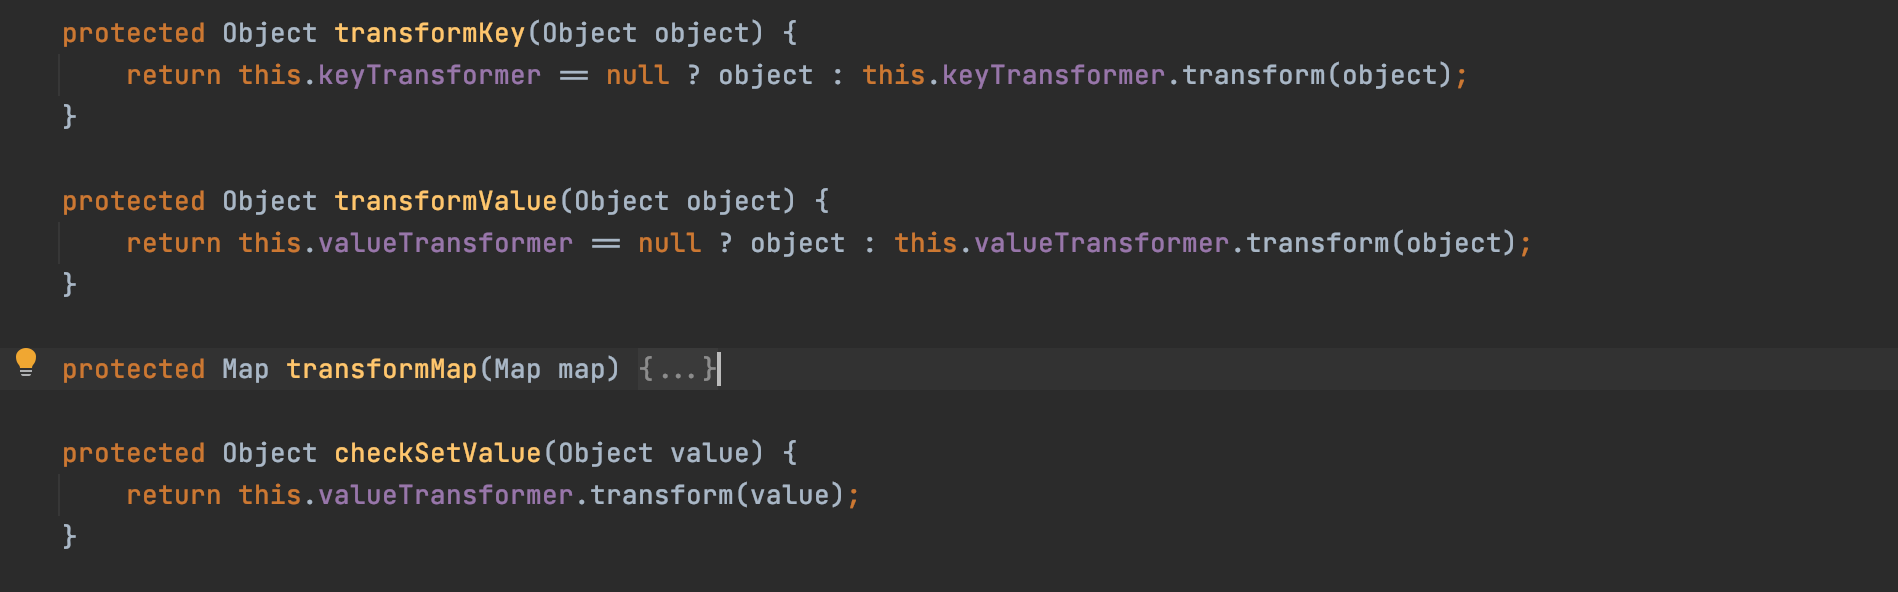 protected Object transformKey(Object object) {
    return this.keyTransformer == null ? object : this.keyTransformer.transform(object);
}
protected Object transformValue(Object object) {
    return this.valueTransformer == null ? object : this.valueTransformer.transform(object);
}
protected Map transformMap(Map map) {...}
protected Object checkSetValue(Object value) {
    return this.valueTransformer.transform(value);
}